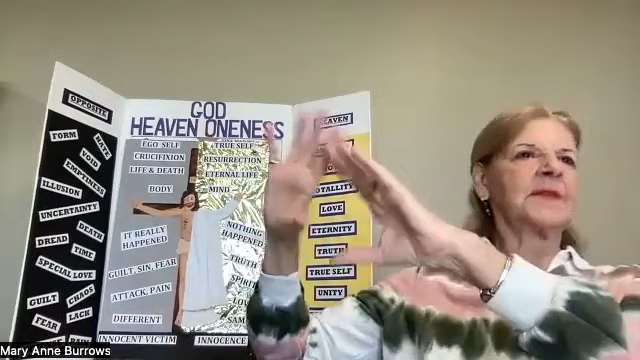 OPPOSITE
FORM
HATE
VOID
EMPTINESS
ILLUSION
UNCERTAINTY
DEATH
DREAD
TIME
SPECIAL LOVE
CHAOS
GUILT
LACK
FEAR
GOD
HEAVEN ONENESS
EGO SELF
CRUCIFIXION
LIFE & DEATH
BODY
IT REALLY
HAPPENED
GUILT, SIN, FEAR
ATTACK, PAIN
DIFFERENT
INNOCENT VICTIM
TRUE SELF
RESURRECTION
ETERNAL LIFE
MIND
NOTHING
HAPPENED
TRUTH
INNOCENCE
LOVE
ETERNITY
TRUTH
TRUE SELF
UNITY
Mary Anne Burrows